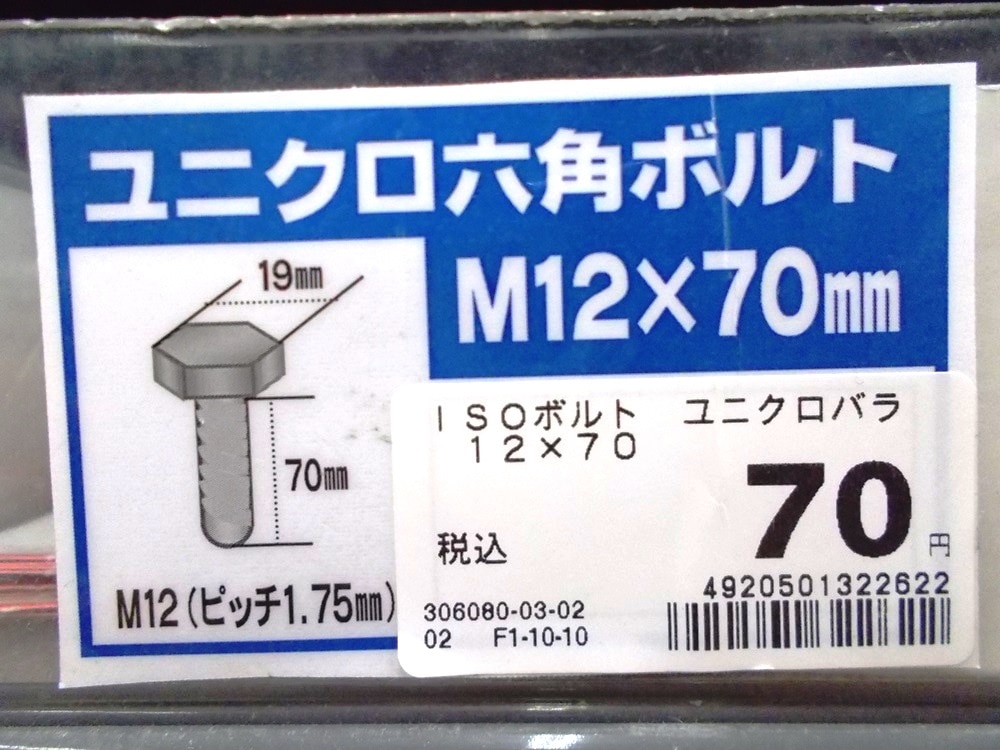 ユニクロ六角ボルト
M12×70mm
19mm
70mm
M12(ピッチ1.75mm)
ISOボルト ユニクロバラ
12×70
税込 70円
4920501322622
306080-03-02
02 F1-10-10